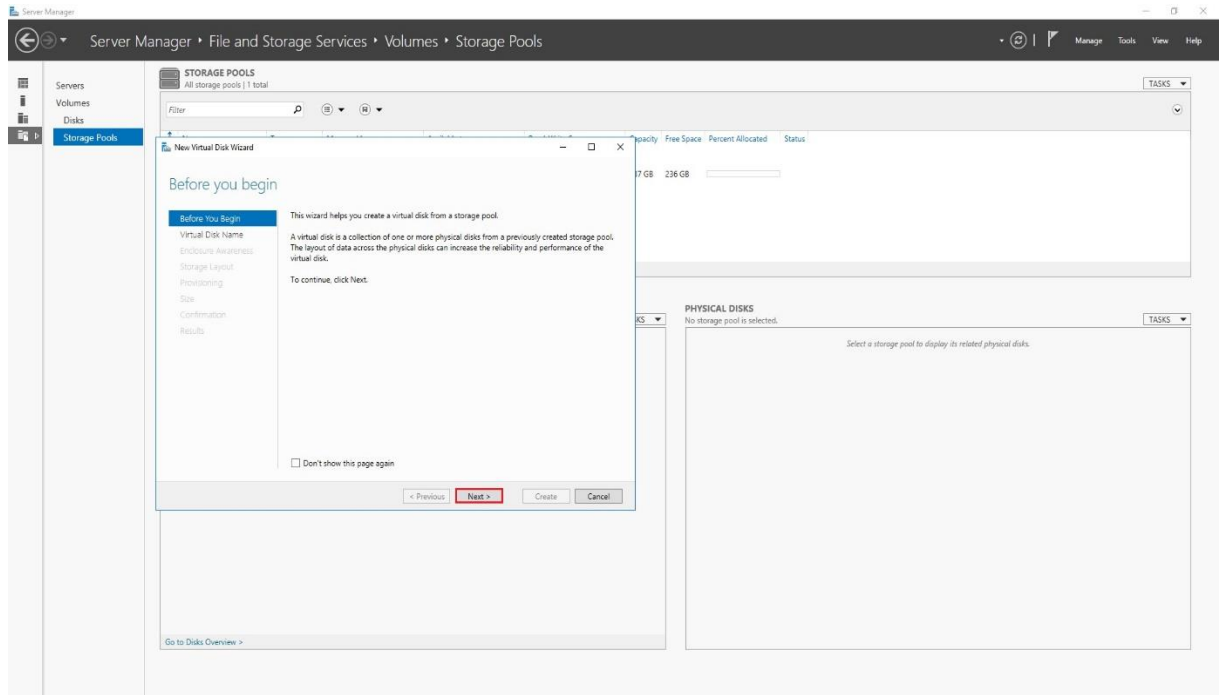 Server Manager
Server Manager • File and Storage Services • Volumes • Storage Pools
Manage Tools View Help
Servers
Volumes
Disks
Storage Pools
STORAGE POOLS
All storage pools | 1 total
TASKS
Filter
Capacity Free Space Percent Allocated Status
236 GB
New Virtual Disk Wizard
Before you begin
Before You Begin
Virtual Disk Name
Enclosure Awareness
Storage Layout
Provisioning
Size
Confirmation
Results
This wizard helps you create a virtual disk from a storage pool.
A virtual disk is a collection of one or more physical disks from a previously created storage pool.
The layout of data across the physical disks can increase the reliability and performance of the
virtual disk.
To continue, click Next.
Don't show this page again
< Previous Next > Create Cancel
PHYSICAL DISKS
No storage pool is selected.
TASKS
Select a storage pool to display its related physical disks.
Go to Disks Overview >